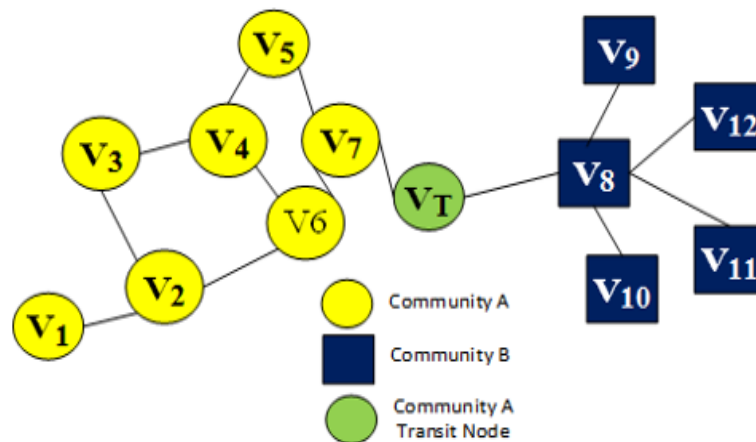 V5
V9
V4
V7
V12
V3
V8
VT
V6
V2
V11
V10
V1
Community A
Community B
Community A
Transit Node